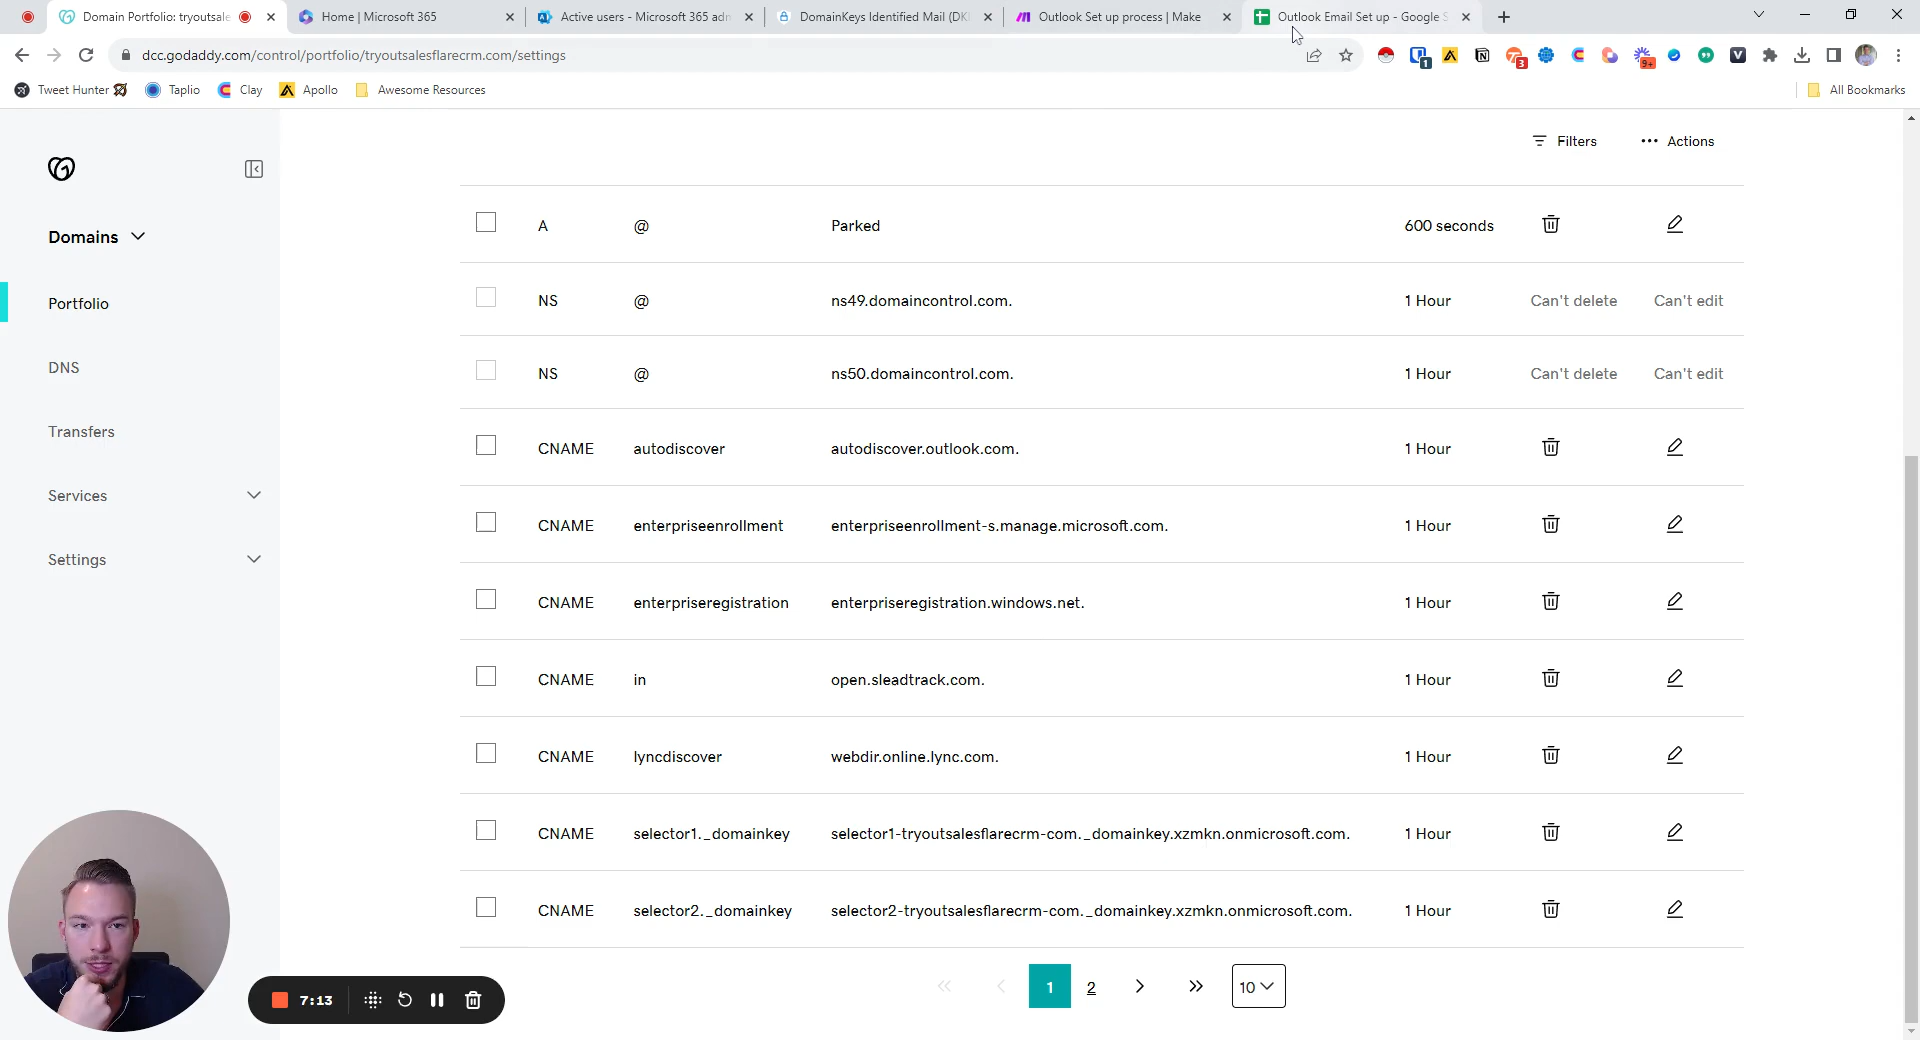 Domain Portfolio: tryoutsale
Home | Microsoft 365
Active users - Microsoft 365 adm
DomainKeys Identified Mail (DKI
Outlook Set up process | Make
Outlook Email Set up - Google S
dcc.godaddy.com/control/portfolio/tryoutsalesflarecrm.com/settings
1
3
9+
Tweet Hunter
Taplio
Clay
Apollo
Awesome Resources
All Bookmarks
Filters
Actions
Domains
Portfolio
DNS
Transfers
Services
Settings
A @ Parked 600 seconds
NS @ ns49.domaincontrol.com. 1 Hour Can't delete Can't edit
NS @ ns50.domaincontrol.com. 1 Hour Can't delete Can't edit
CNAME autodiscover autodiscover.outlook.com. 1 Hour
CNAME enterpriseenrollment enterpriseenrollment-s.manage.microsoft.com. 1 Hour
CNAME enterpriseregistration enterpriseregistration.windows.net. 1 Hour
CNAME in open.sleadtrack.com. 1 Hour
CNAME lyncdiscover webdir.online.lync.com. 1 Hour
CNAME selector1._domainkey selector1-tryoutsalesflarecrm-com._domainkey.xzmkn.onmicrosoft.com. 1 Hour
CNAME selector2._domainkey selector2-tryoutsalesflarecrm-com._domainkey.xzmkn.onmicrosoft.com. 1 Hour
1 2 10
7:13